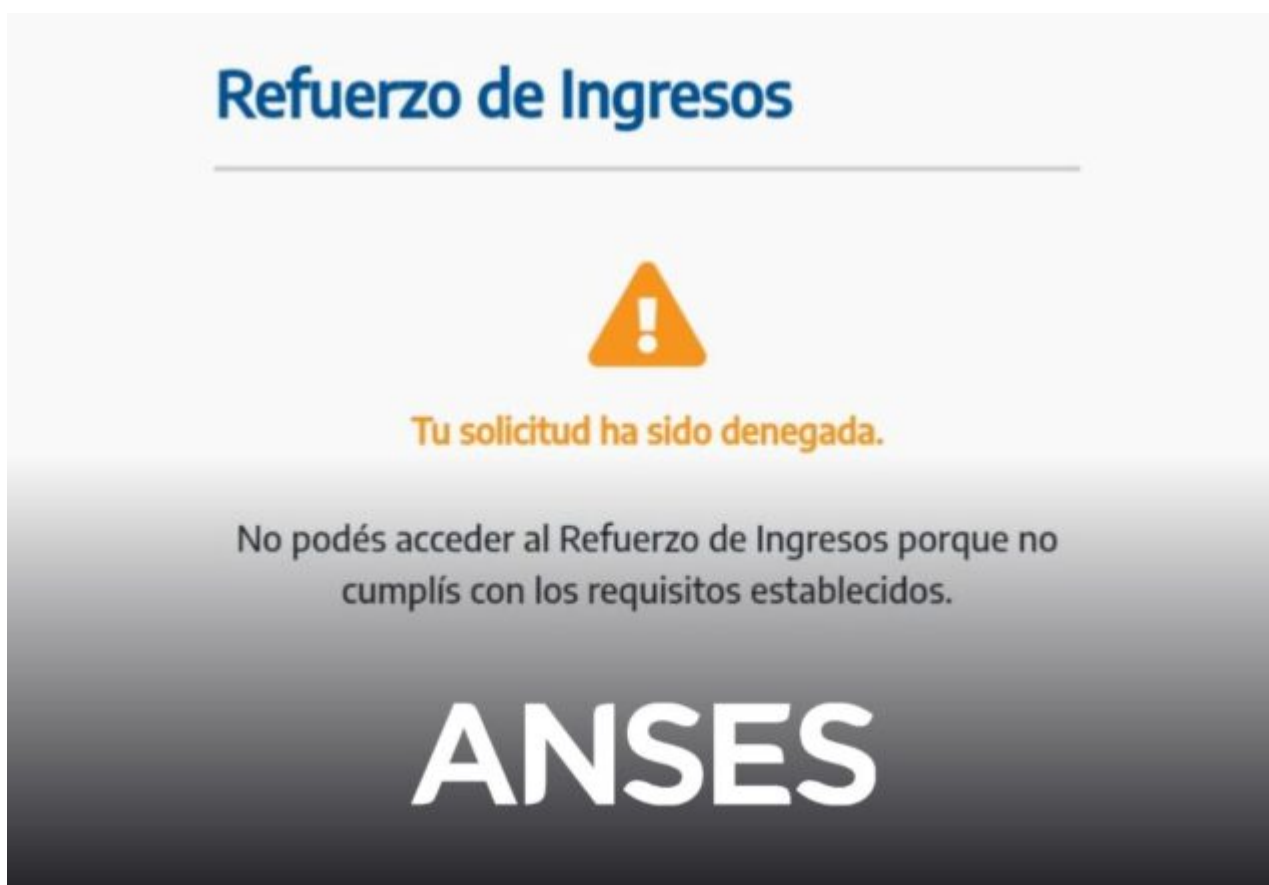 Refuerzo de Ingresos
Tu solicitud ha sido denegada.
No podés acceder al Refuerzo de Ingresos porque no
cumplís con los requisitos establecidos.
ANSES